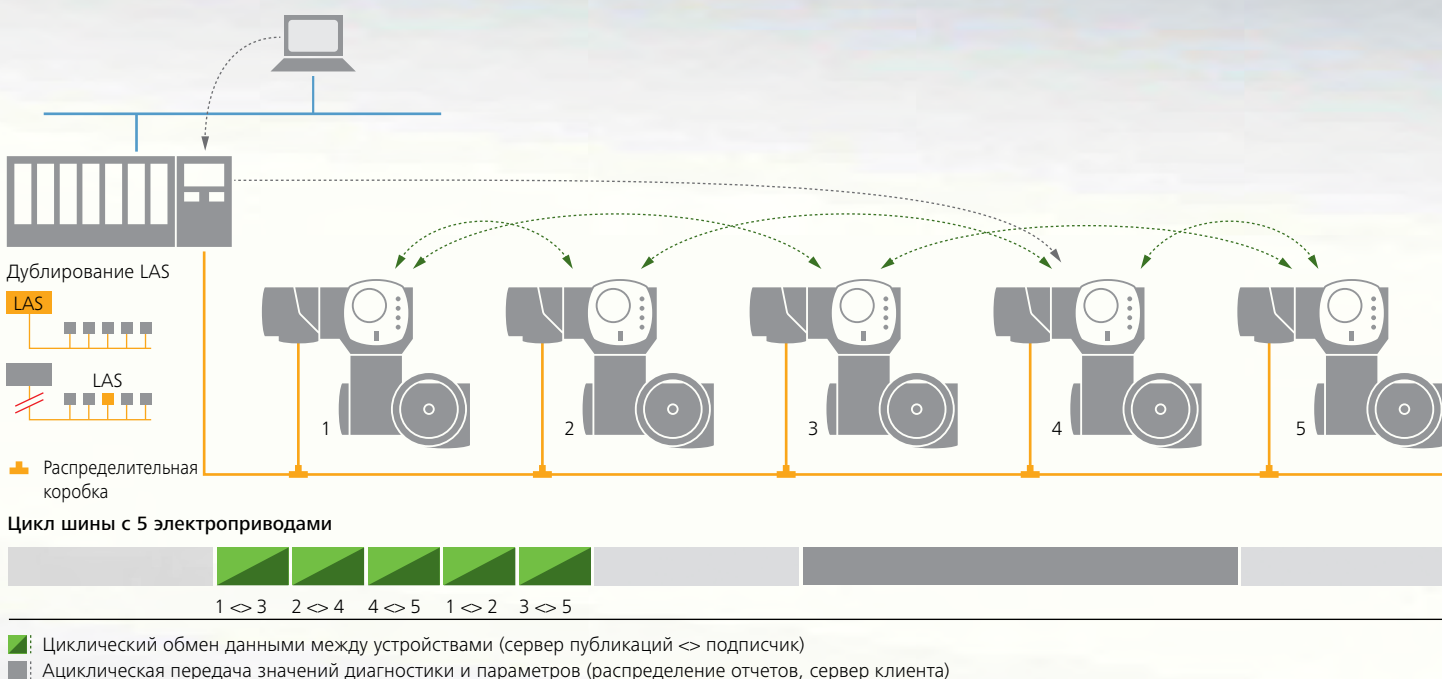 Дублирование LAS
LAS
LAS
1
2
3
4
5
Распределительная
коробка
Цикл шины с 5 электроприводами
1 <> 3 2 <> 4 4 <> 5 1 <> 2 3 <> 5
Циклический обмен данными между устройствами (сервер публикаций <> подписчик)
Ациклическая передача значений диагностики и параметров (распределение отчетов, сервер клиента)